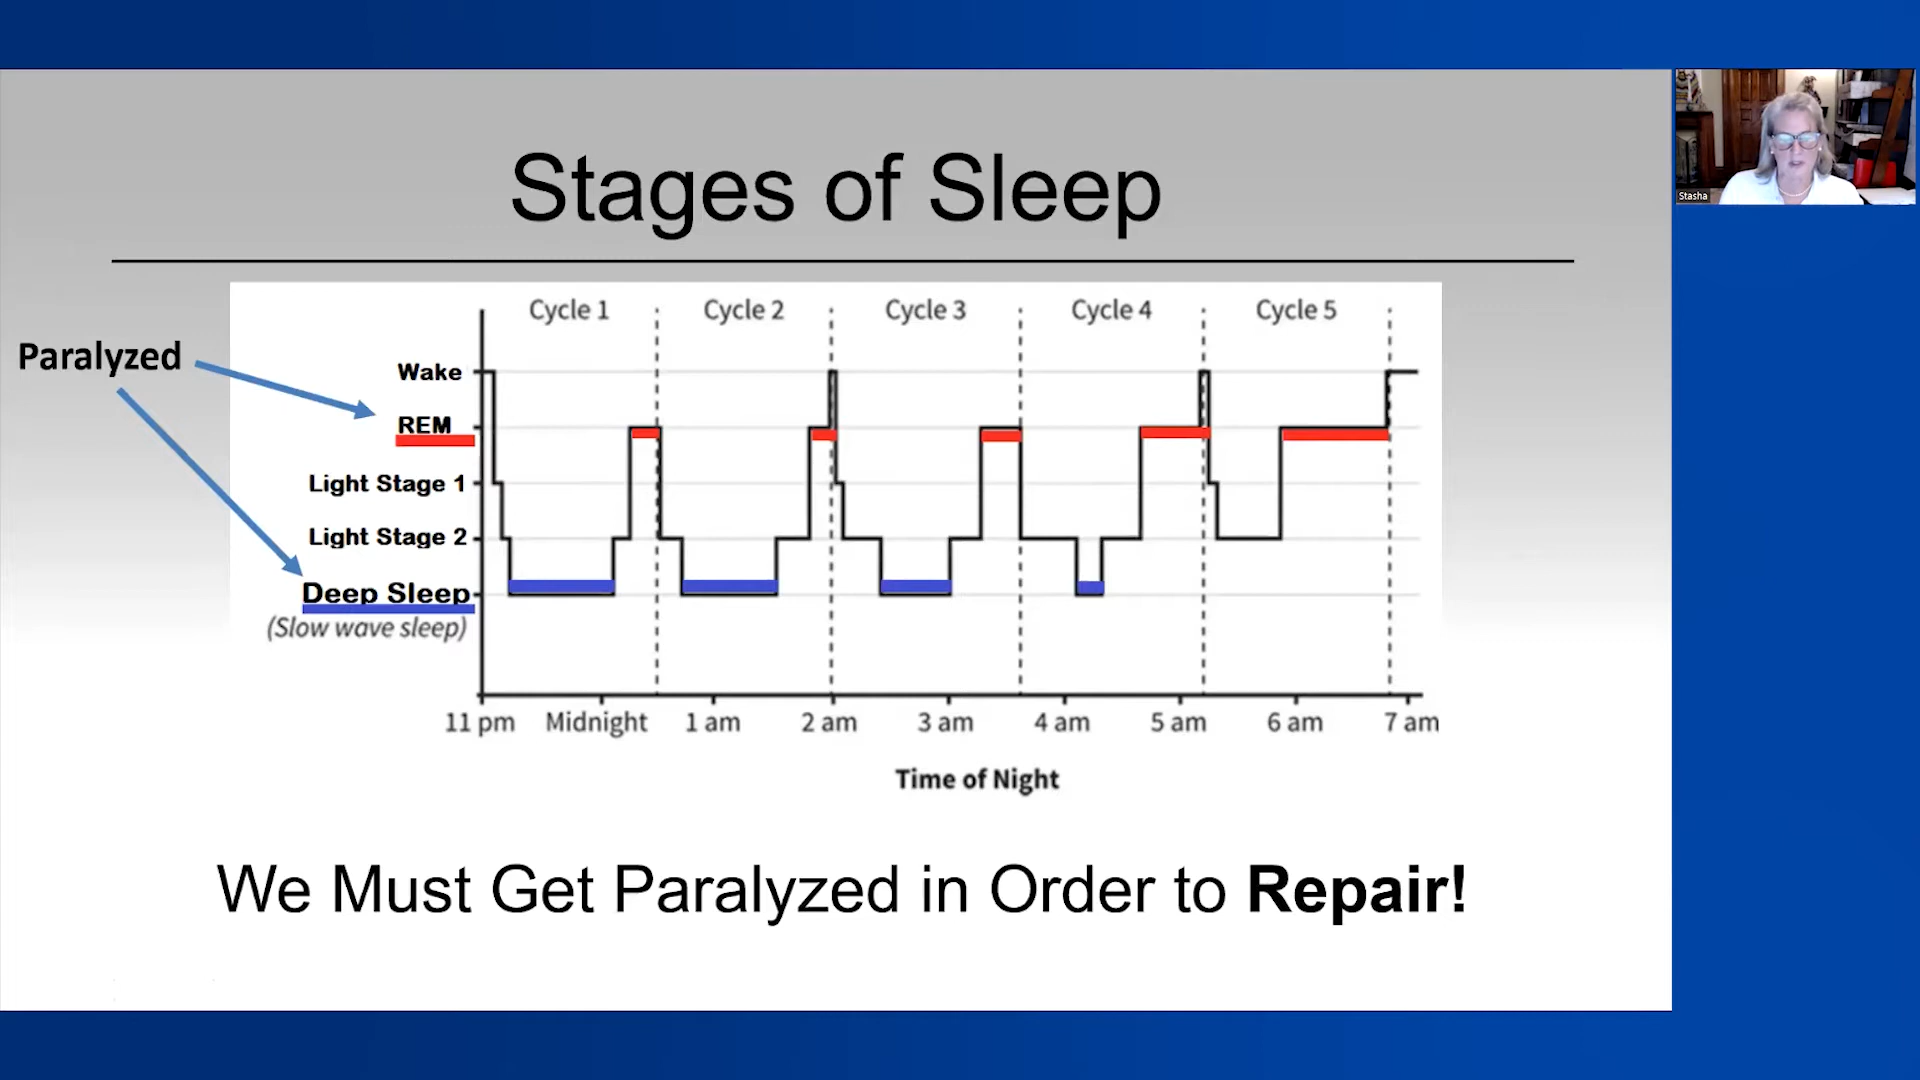 Stages of Sleep
Cycle 1 Cycle 2 Cycle 3 Cycle 4 Cycle 5
Paralyzed
Wake
REM
Light Stage 1
Light Stage 2
Deep Sleep
(Slow wave sleep)
11 pm Midnight 1 am 2 am 3 am 4 am 5 am 6 am 7 am
Time of Night
We Must Get Paralyzed in Order to Repair!
Stasha